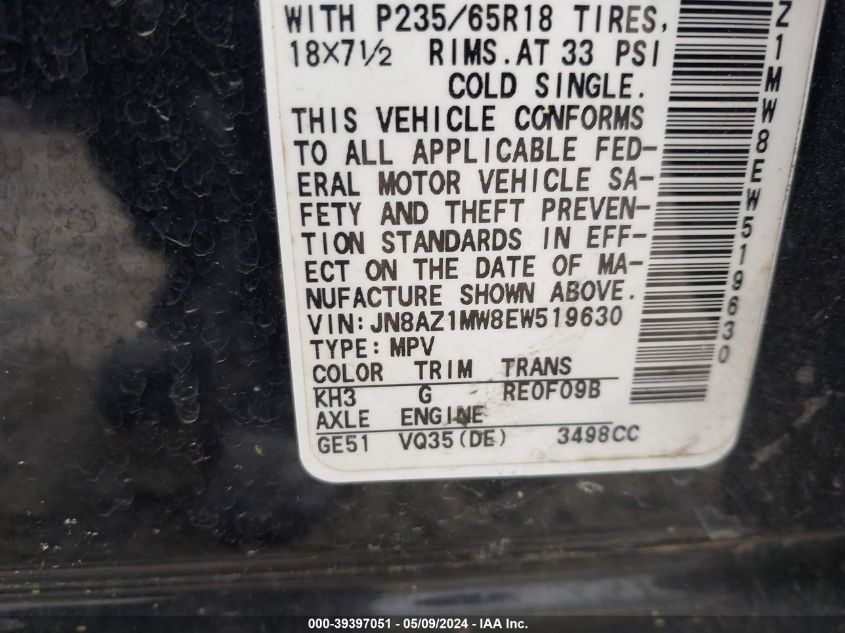 WITH P235/65R18 TIRES,
18×7½ RIMS.AT 33 PSI
COLD SINGLE.
THIS VEHICLE CONFORMS
TO ALL APPLICABLE FED-
ERAL MOTOR VEHICLE SA-
FETY AND THEFT PREVEN-
TION STANDARDS IN EFF-
ECT ON THE DATE OF MA-
NUFACTURE SHOWN ABOVE.
VIN:JN8AZ1MW8EW519630
TYPE:MPV
COLOR TRIM TRANS
KH3 G RE0F09B
AXLE ENGINE
GE51 VQ35(DE) 3498CC
Z1MW8EW519630
000-39397051 - 05/09/2024 - IAA Inc.